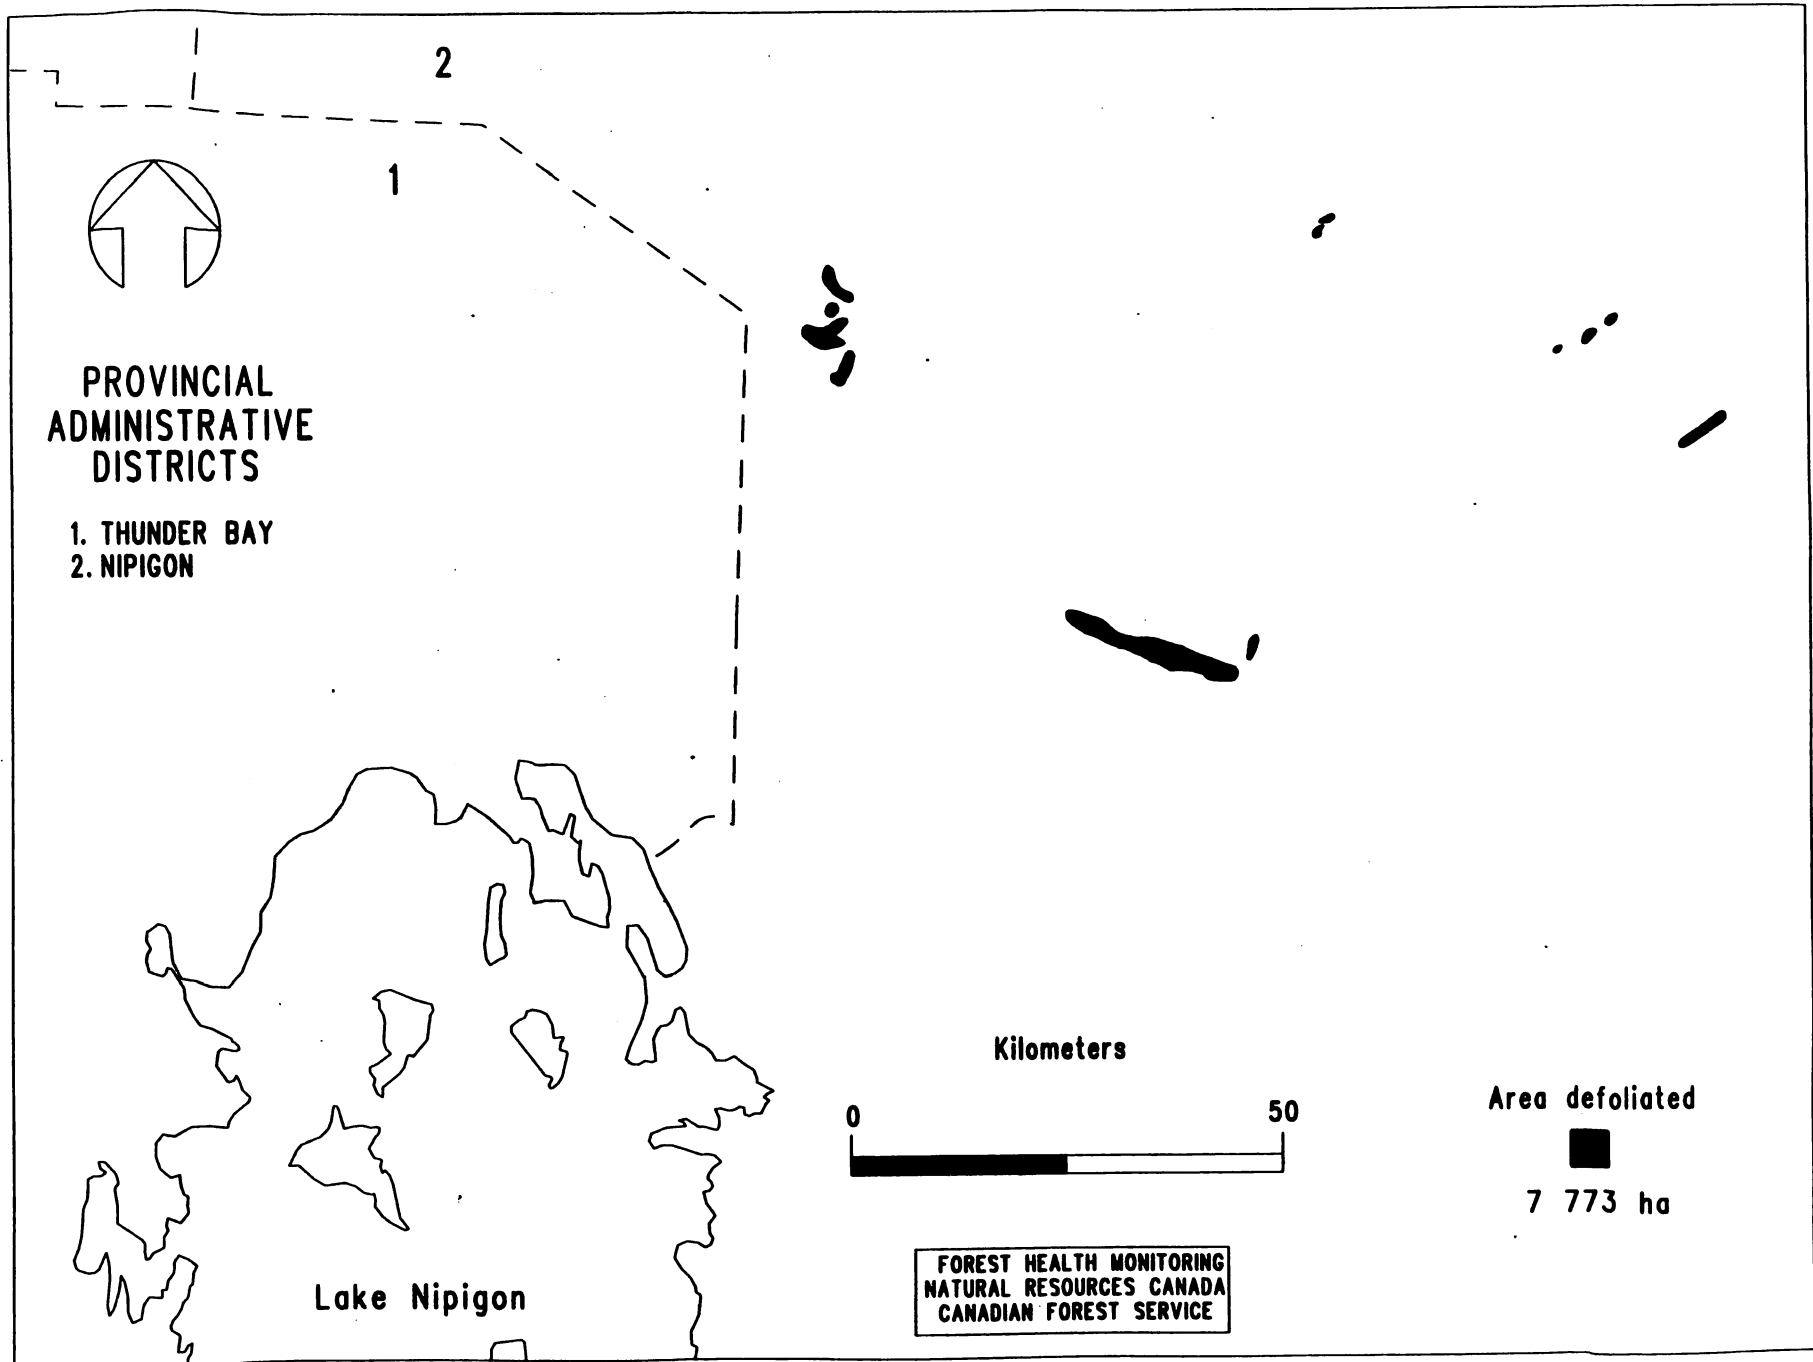 2
1
PROVINCIAL
ADMINISTRATIVE
DISTRICTS
1. THUNDER BAY
2. NIPIGON
Kilometers
0 50
Area defoliated
7 773 ha
FOREST HEALTH MONITORING
NATURAL RESOURCES CANADA
CANADIAN FOREST SERVICE
Lake Nipigon